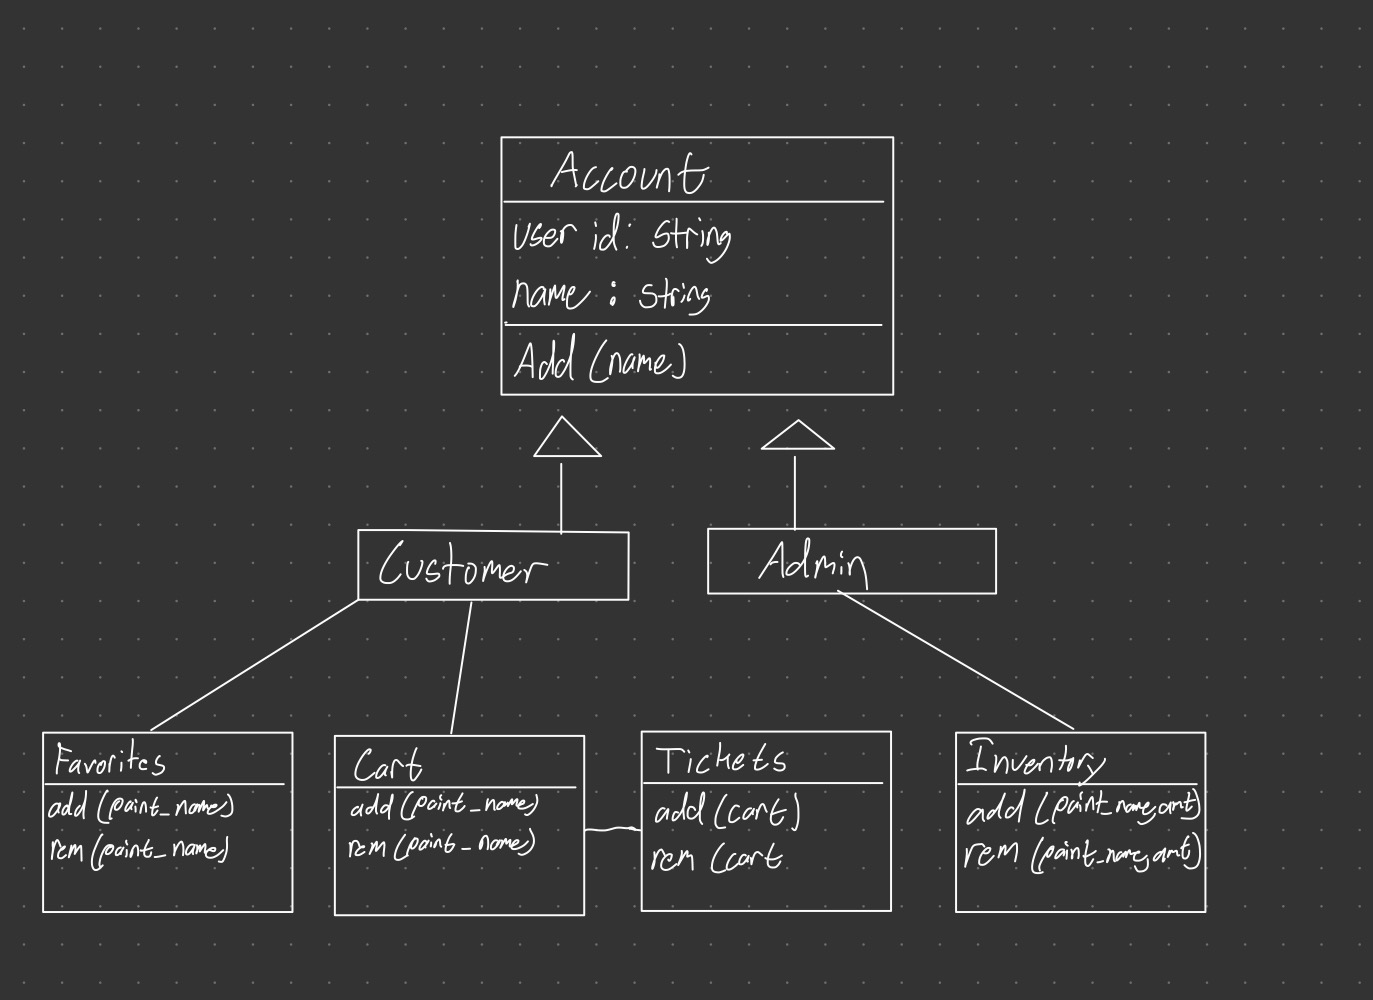 Account
user id: String
name : String
Add (name)
Customer
Admin
Favorites
add (paint_name)
rem (paint_name)
Cart
add (paint_name)
rem (paint_name)
Tickets
add (cart)
rem (cart
Inventory
add (paint_name, amt)
rem (paint_name, amt)